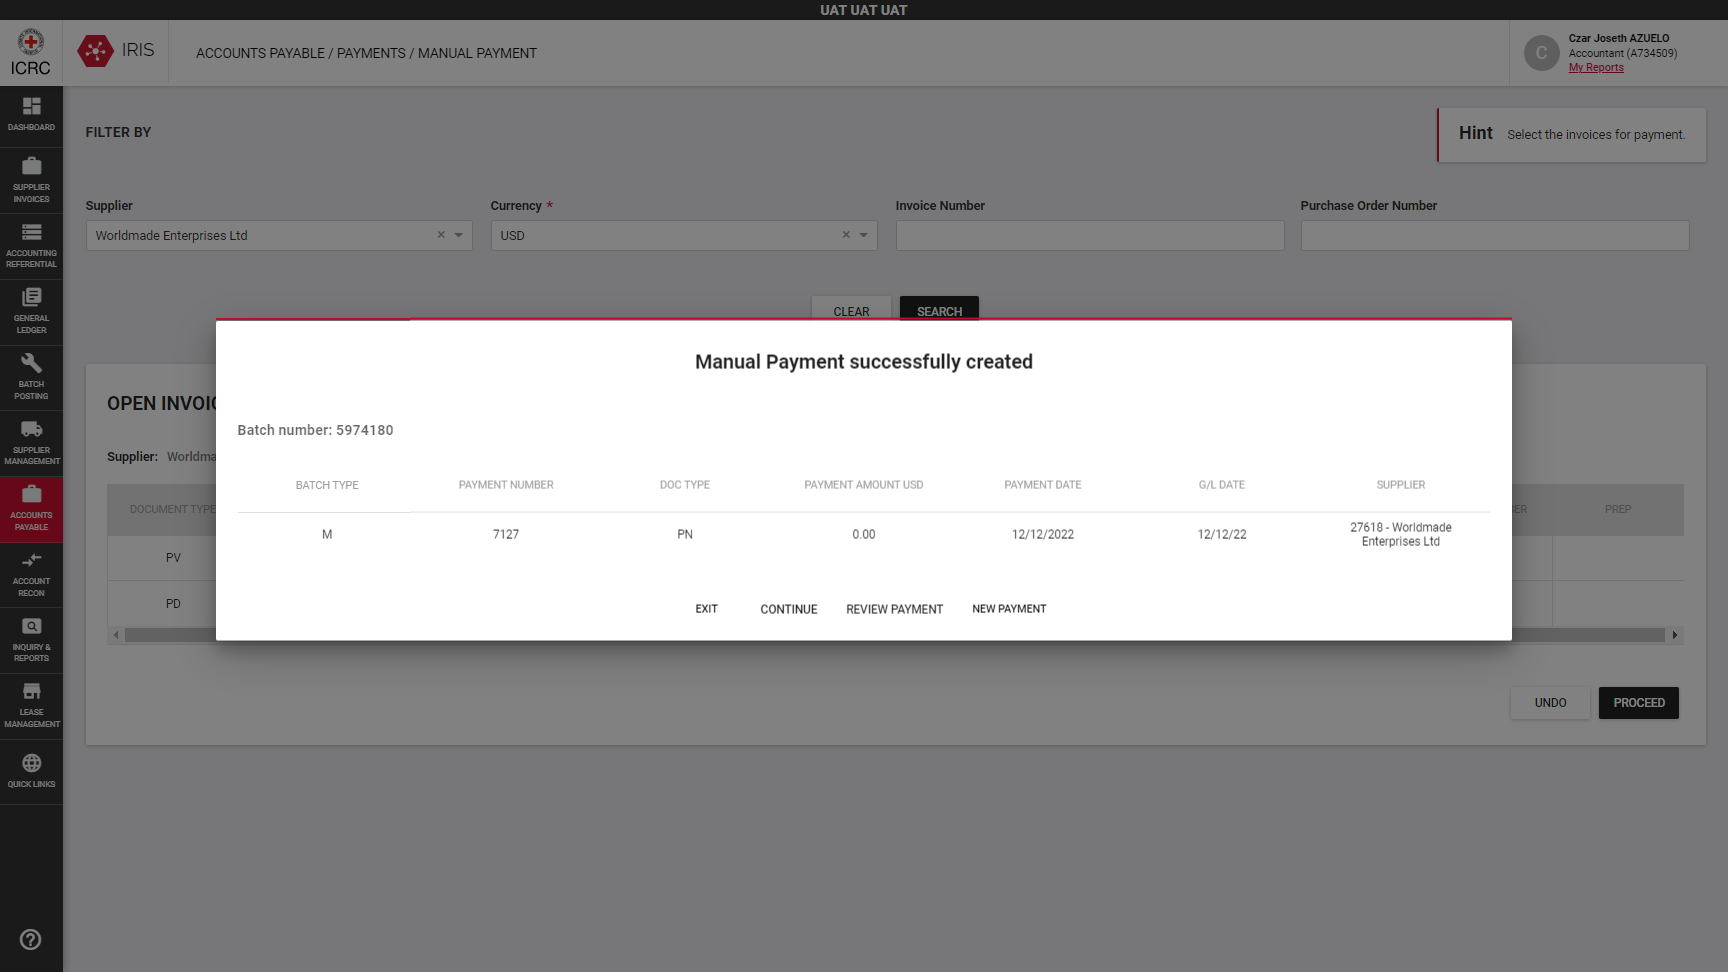 UAT UAT UAT
ICRC
IRIS
ACCOUNTS PAYABLE / PAYMENTS / MANUAL PAYMENT
C
Czar Joseth AZUELO
Accountant (A734509)
My Reports
DASHBOARD
SUPPLIER
INVOICES
ACCOUNTING
REFERENTIAL
GENERAL
LEDGER
BATCH
POSTING
SUPPLIER
MANAGEMENT
ACCOUNTS
PAYABLE
ACCOUNT
RECON
INQUIRY &
REPORTS
LEASE
MANAGEMENT
QUICK LINKS
FILTER BY
Hint Select the invoices for payment.
Supplier
Currency *
Invoice Number
Purchase Order Number
Worldmade Enterprises Ltd
USD
CLEAR
SEARCH
OPEN INVOIC
Supplier: Worldma
DOCUMENT TYPE
ER
PREP
PV
PD
Manual Payment successfully created
Batch number: 5974180
BATCH TYPE PAYMENT NUMBER DOC TYPE PAYMENT AMOUNT USD PAYMENT DATE G/L DATE SUPPLIER
M 7127 PN 0.00 12/12/2022 12/12/22 27618 - Worldmade
Enterprises Ltd
EXIT CONTINUE REVIEW PAYMENT NEW PAYMENT
UNDO PROCEED